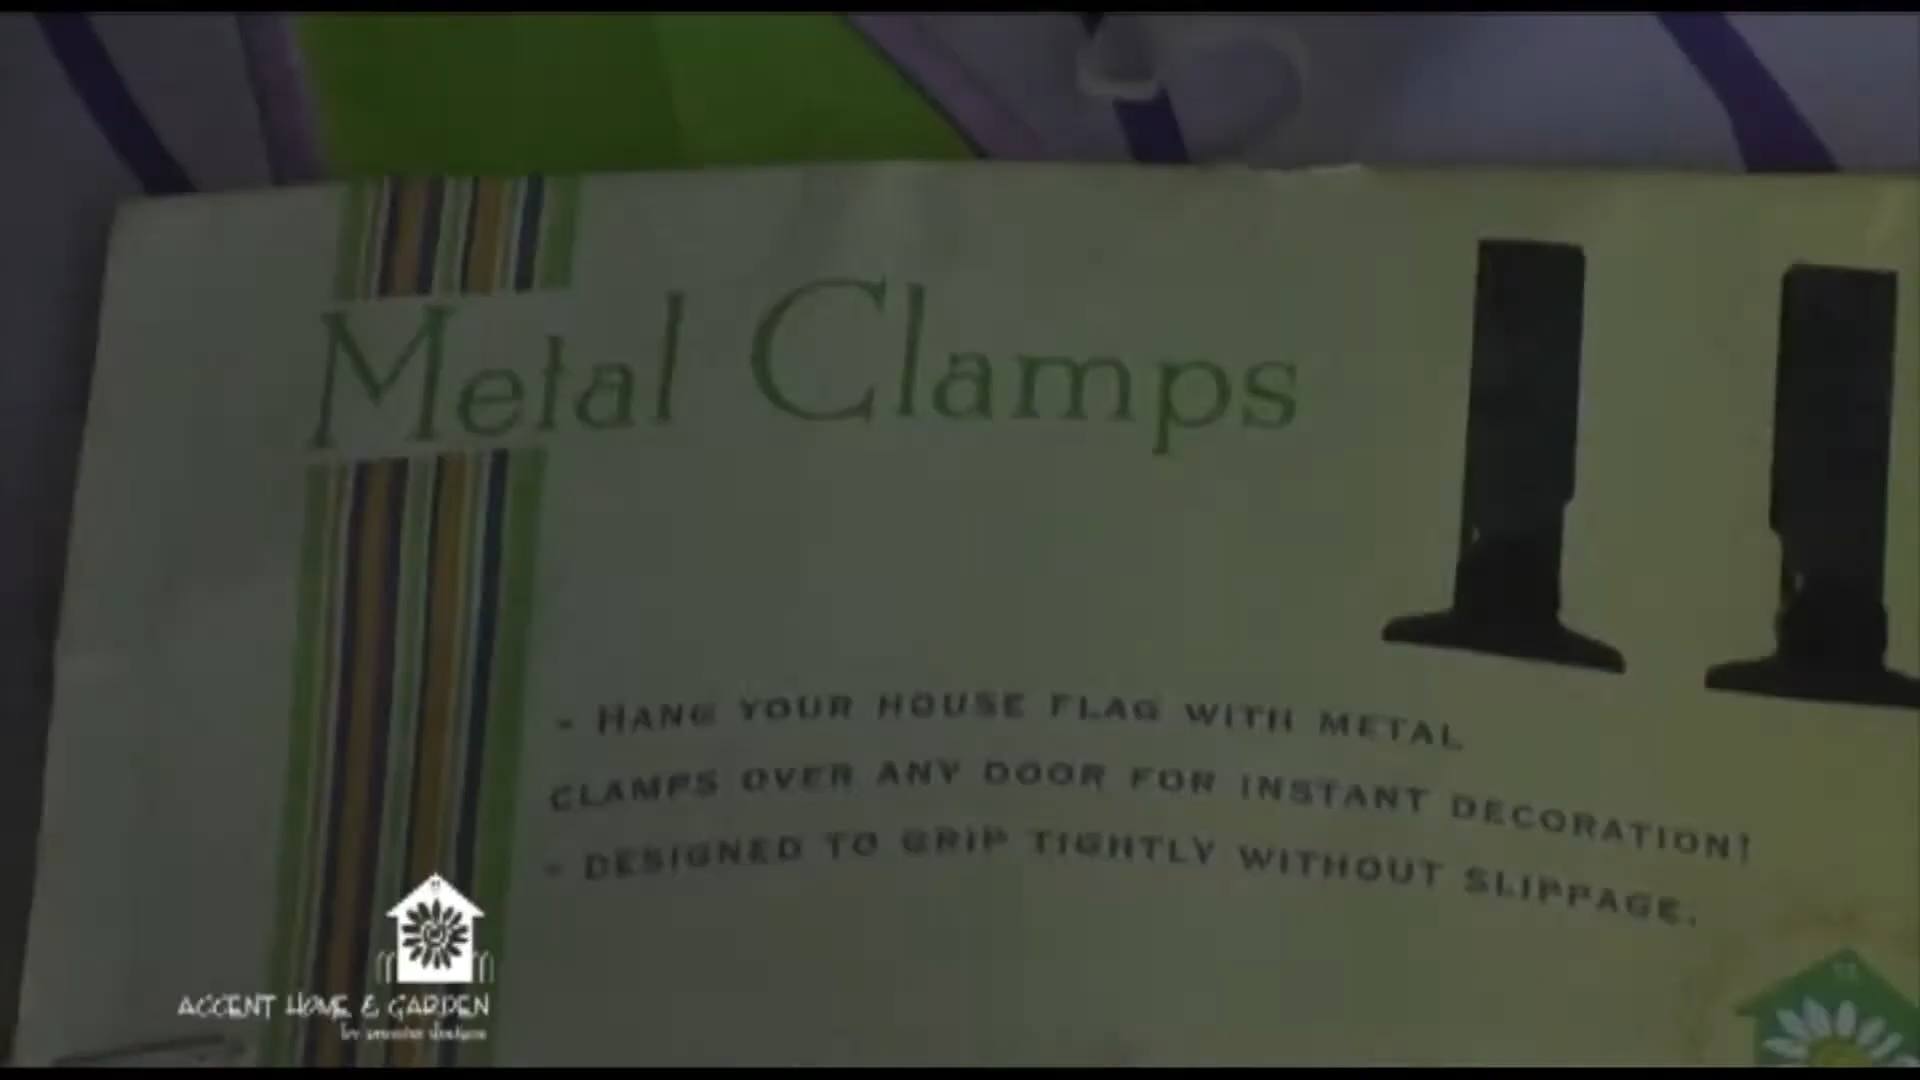 Metal Clamps
- HANG YOUR HOUSE FLAG WITH METAL
CLAMPS OVER ANY DOOR FOR INSTANT DECORATION!
- DESIGNED TO GRIP TIGHTLY WITHOUT SLIPPAGE.
ACCENT HOME & GARDEN
by